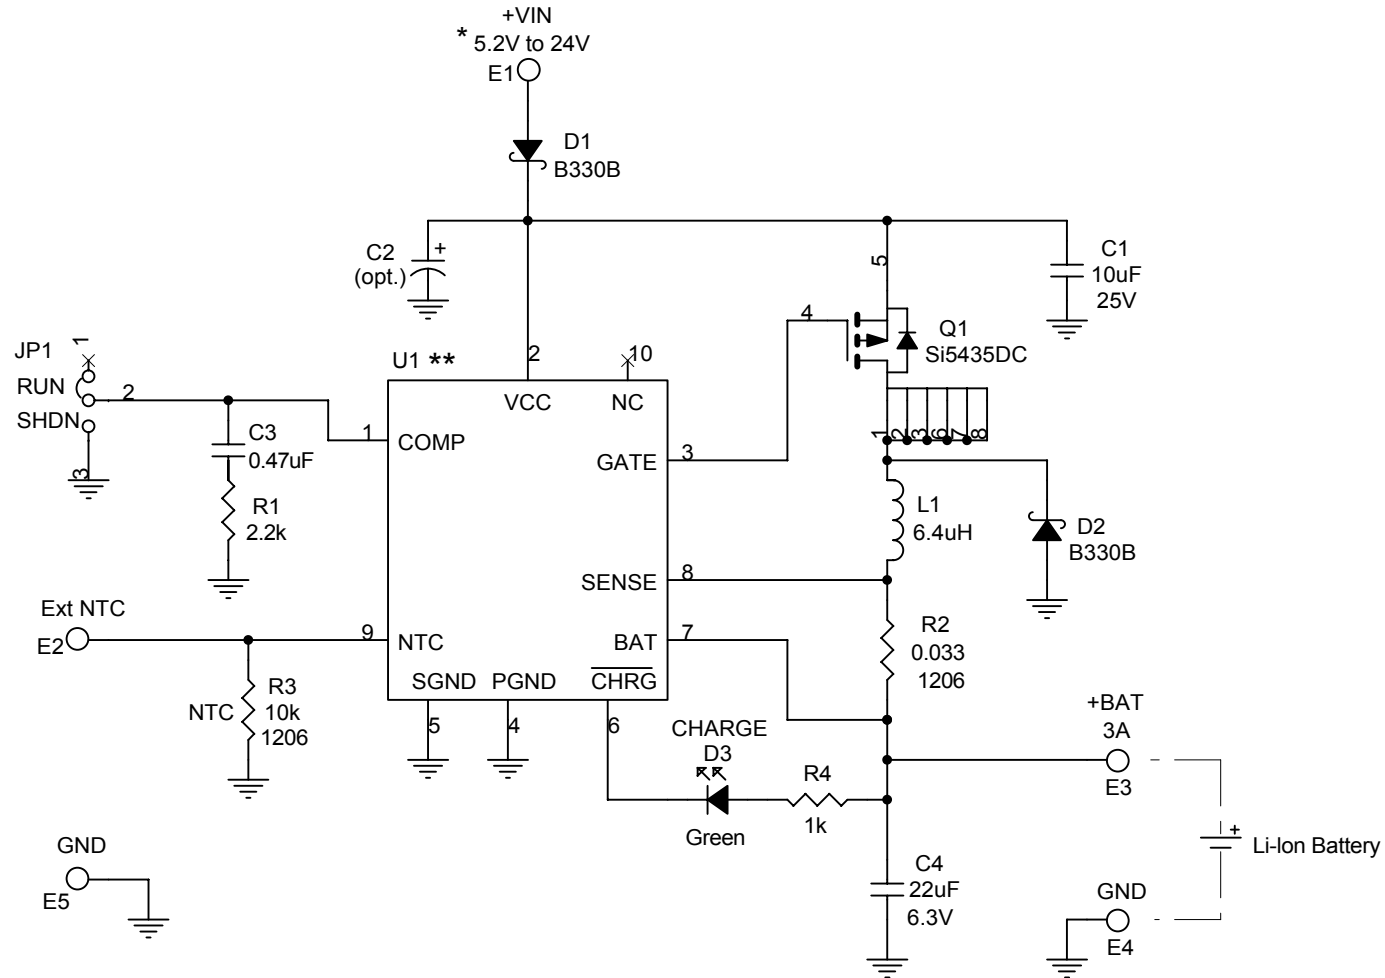 +VIN
* 5.2V to 24V
E1
D1
B330B
C2
+
(opt.)
5
C1
10uF
25V
4
Q1
Si5435DC
JP1
1
RUN
2
SHDN
3
U1 **
2
10
VCC
NC
1
COMP
C3
0.47uF
R1
2.2k
GATE
3
1
2
3
6
7
8
L1
6.4uH
D2
B330B
SENSE
8
Ext NTC
E2
9
NTC
BAT
7
R2
0.033
1206
SGND
PGND
CHRG
R3
NTC
10k
1206
5
4
6
CHARGE
D3
Green
R4
1k
+BAT
3A
E3
+
Li-Ion Battery
GND
E5
C4
22uF
6.3V
GND
E4